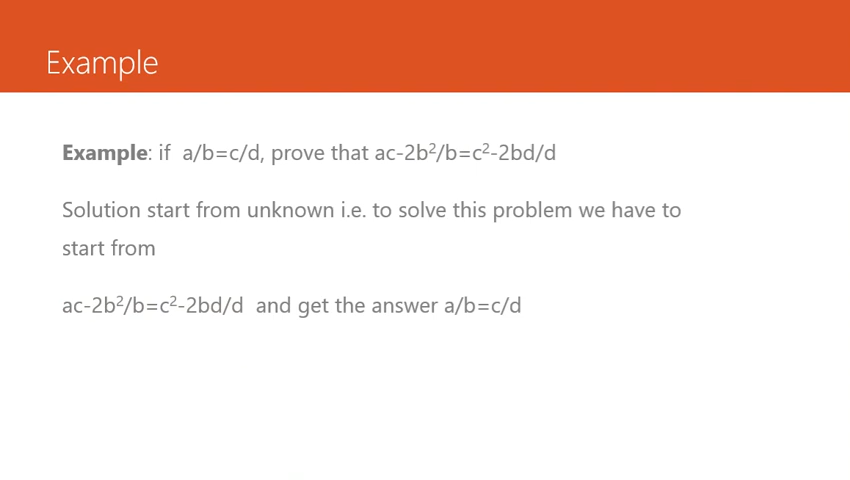 Example
Example: if a/b=c/d, prove that ac-2b²/b=c²-2bd/d
Solution start from unknown i.e. to solve this problem we have to
start from
ac-2b²/b=c²-2bd/d and get the answer a/b=c/d